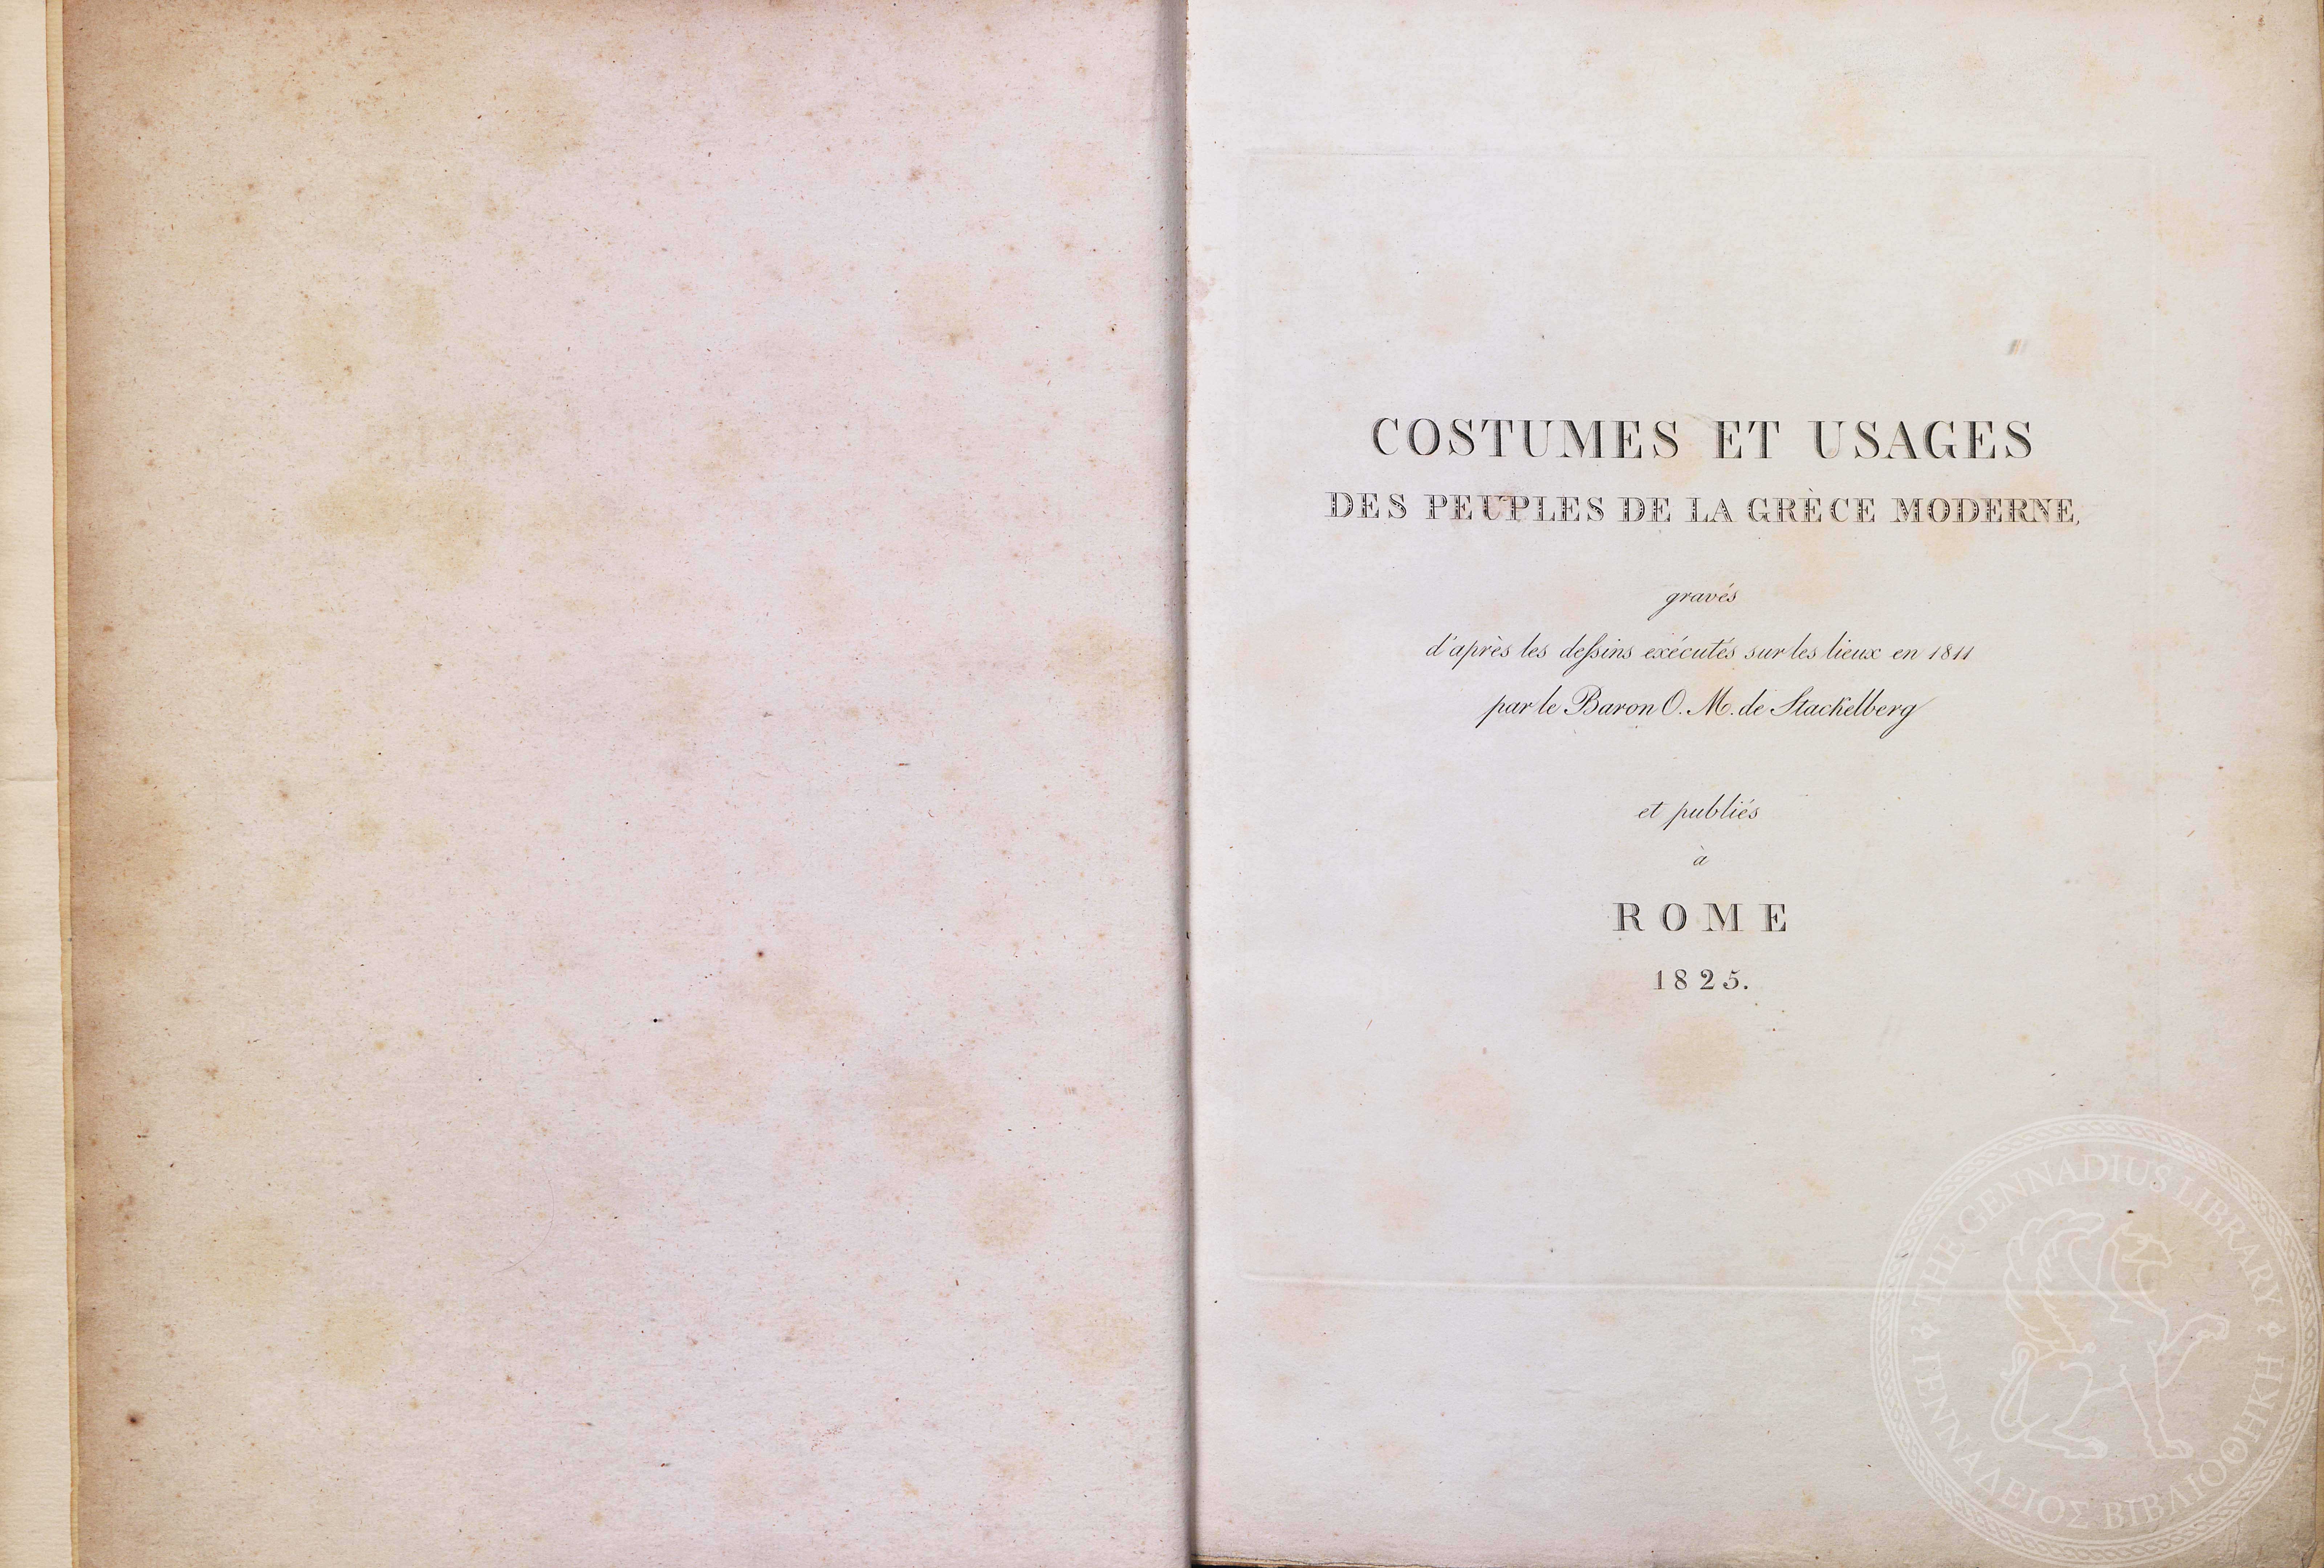 COSTUMES ET USAGES
DES PEUPLES DE LA GRÈCE MODERNE,
gravés
d'après les deſsins exécutés sur les lieux en 1811
par le Baron O. M. de Stackelberg
et publiés
à
ROME
1825.
THE GENNADIUS LIBRARY
ΓΕΝΝΑΔΕΙΟΣ ΒΙΒΛΙΟΘΗΚΗ